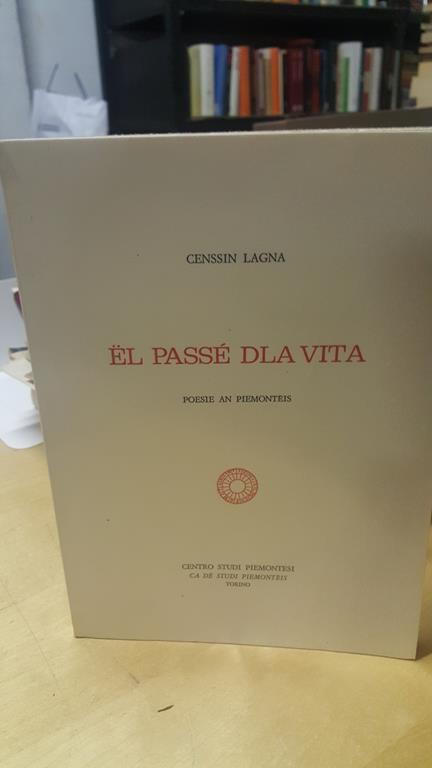 CENSSIN LAGNA
ËL PASSÉ DLA VITA
POESIE AN PIEMONTEIS
CENTRO STUDI PIEMONTESI
CA DË STUDI PIEMONTEIS
TORINO